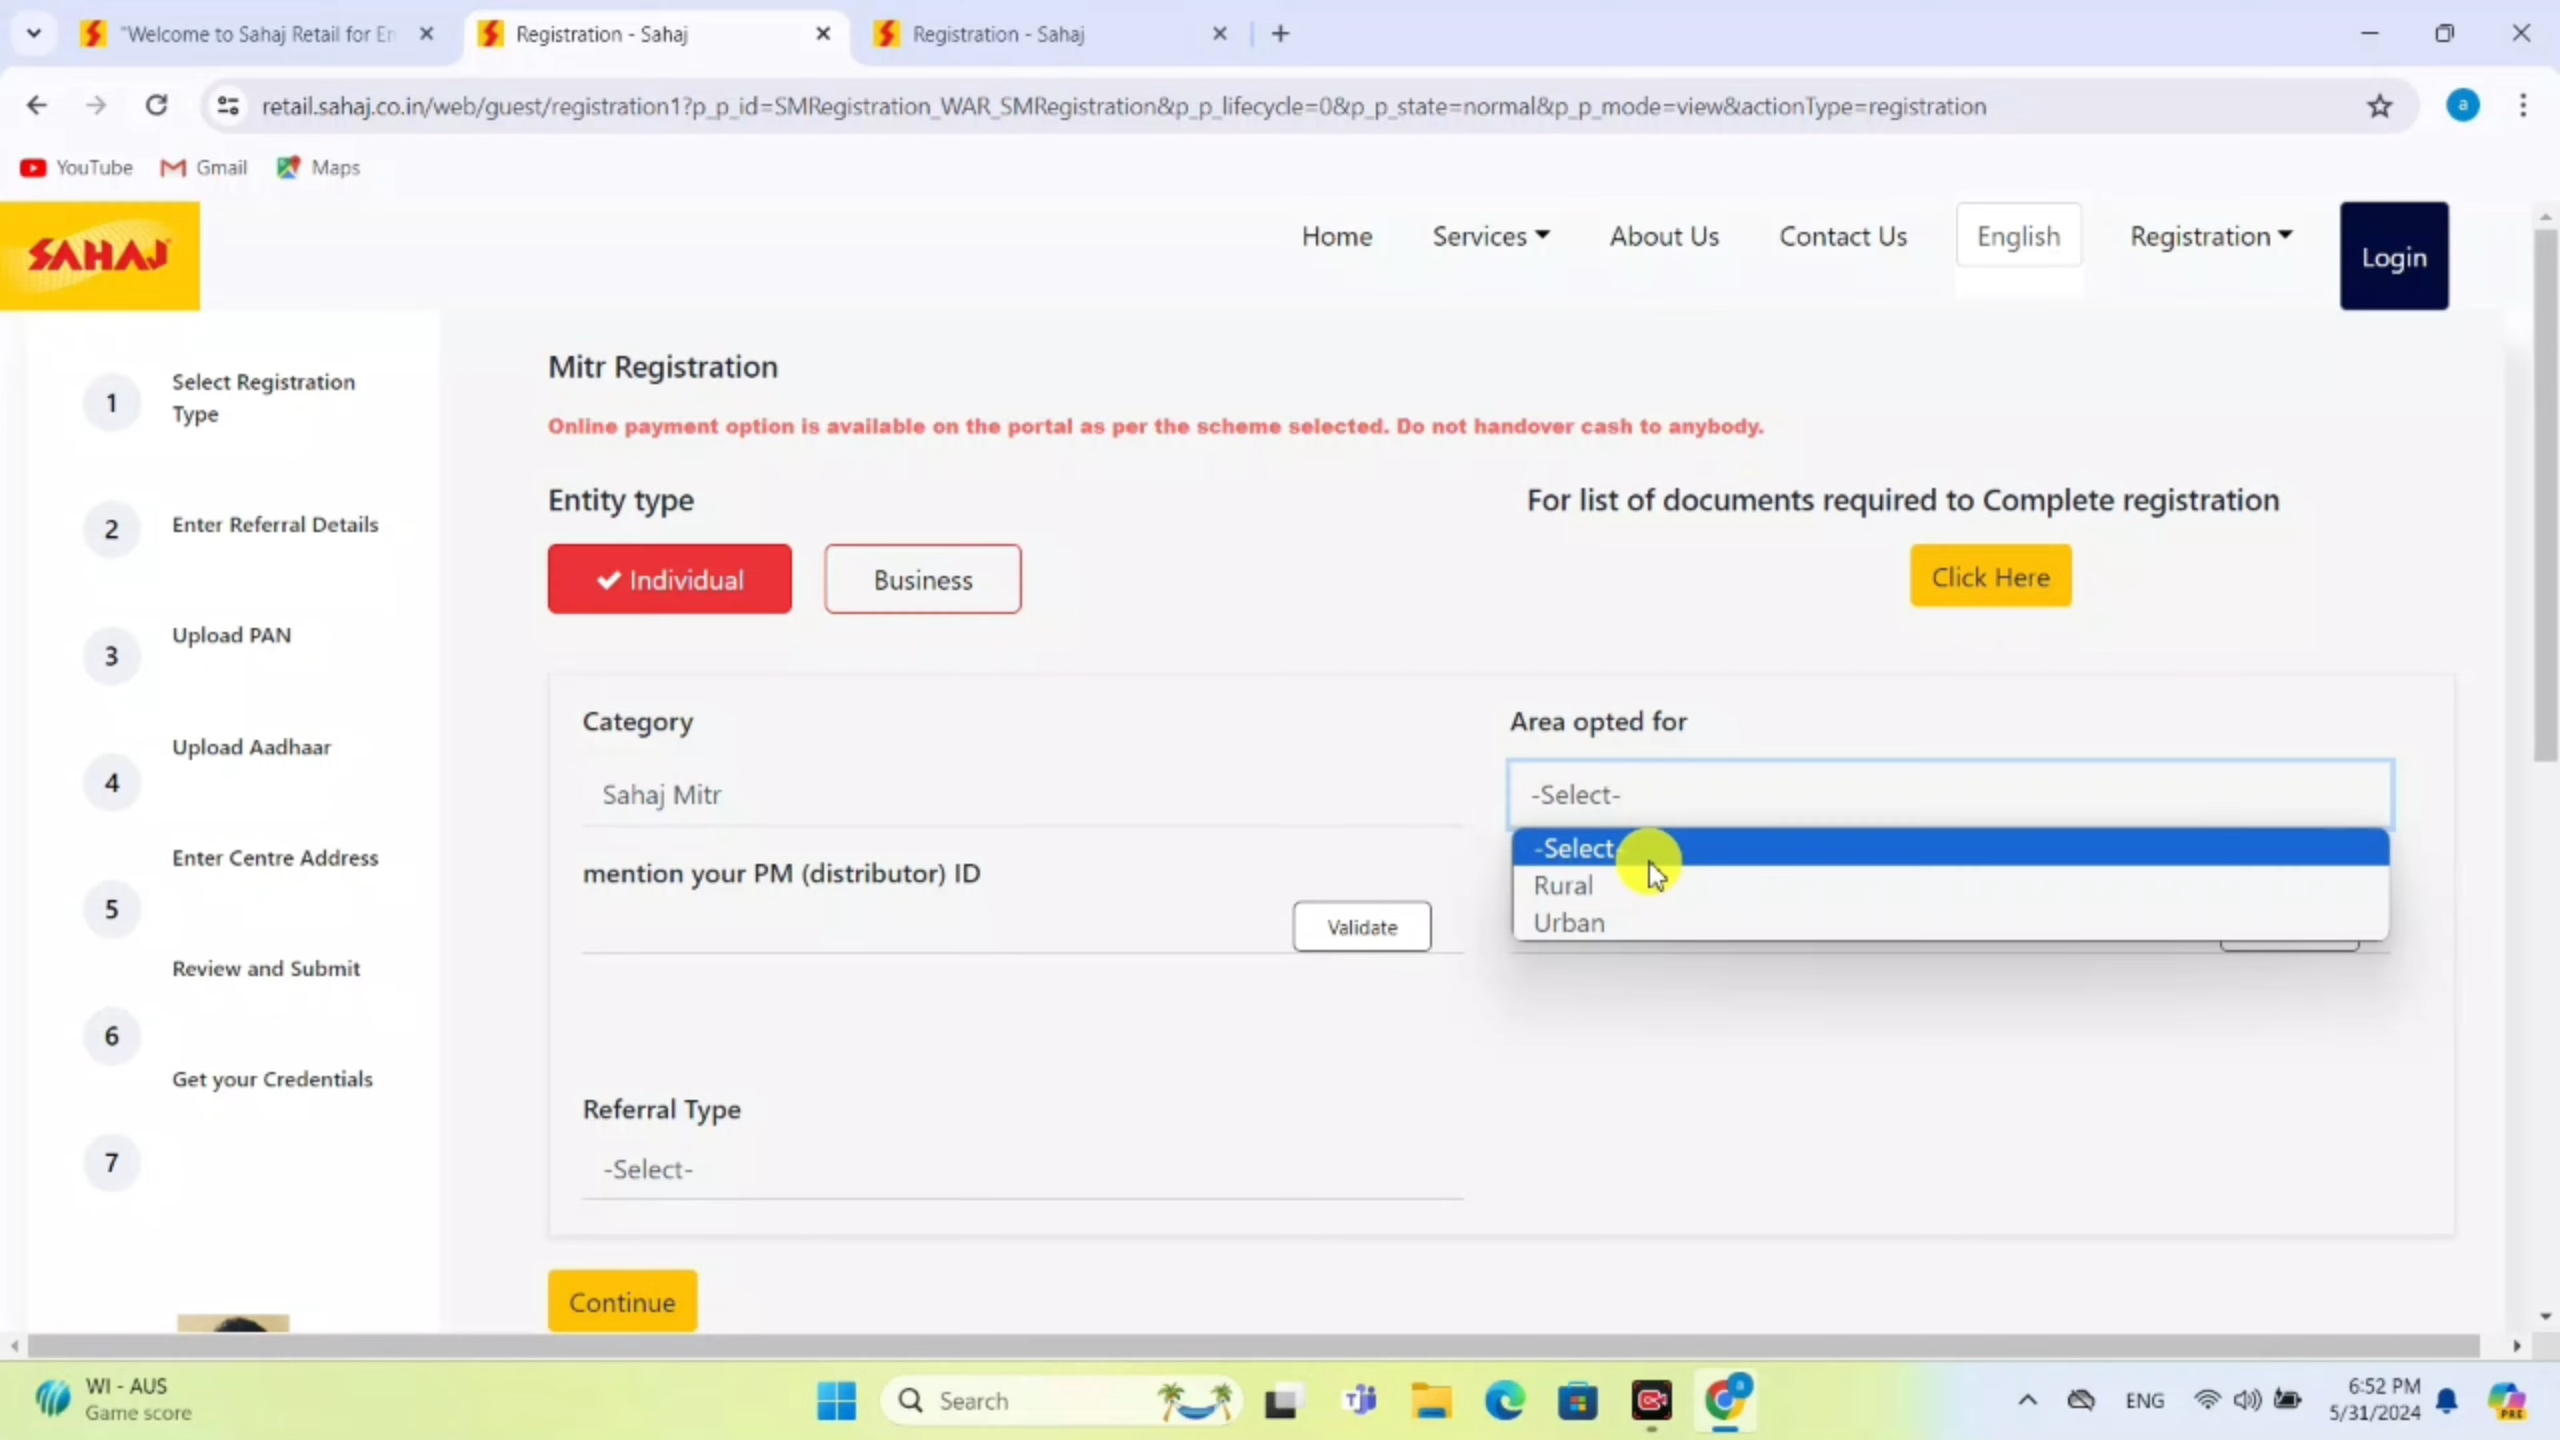 "Welcome to Sahaj Retail for En
Registration - Sahaj
Registration - Sahaj
retail.sahaj.co.in/web/guest/registration1?p_p_id=SMRegistration_WAR_SMRegistration&p_p_lifecycle=0&p_p_state=normal&p_p_mode=view&actionType=registration
a
YouTube
Gmail
Maps
SAHAJ
Home
Services
About Us
Contact Us
English
Registration
Login
1
Select Registration
Type
2
Enter Referral Details
3
Upload PAN
4
Upload Aadhaar
5
Enter Centre Address
6
Review and Submit
7
Get your Credentials
Mitr Registration
Online payment option is available on the portal as per the scheme selected. Do not handover cash to anybody.
Entity type
Individual
Business
For list of documents required to Complete registration
Click Here
Category
Sahaj Mitr
Area opted for
-Select-
-Select-
Rural
Urban
mention your PM (distributor) ID
Validate
Referral Type
-Select-
Continue
WI - AUS
Game score
Search
a
ENG
6:52 PM
5/31/2024
PRE